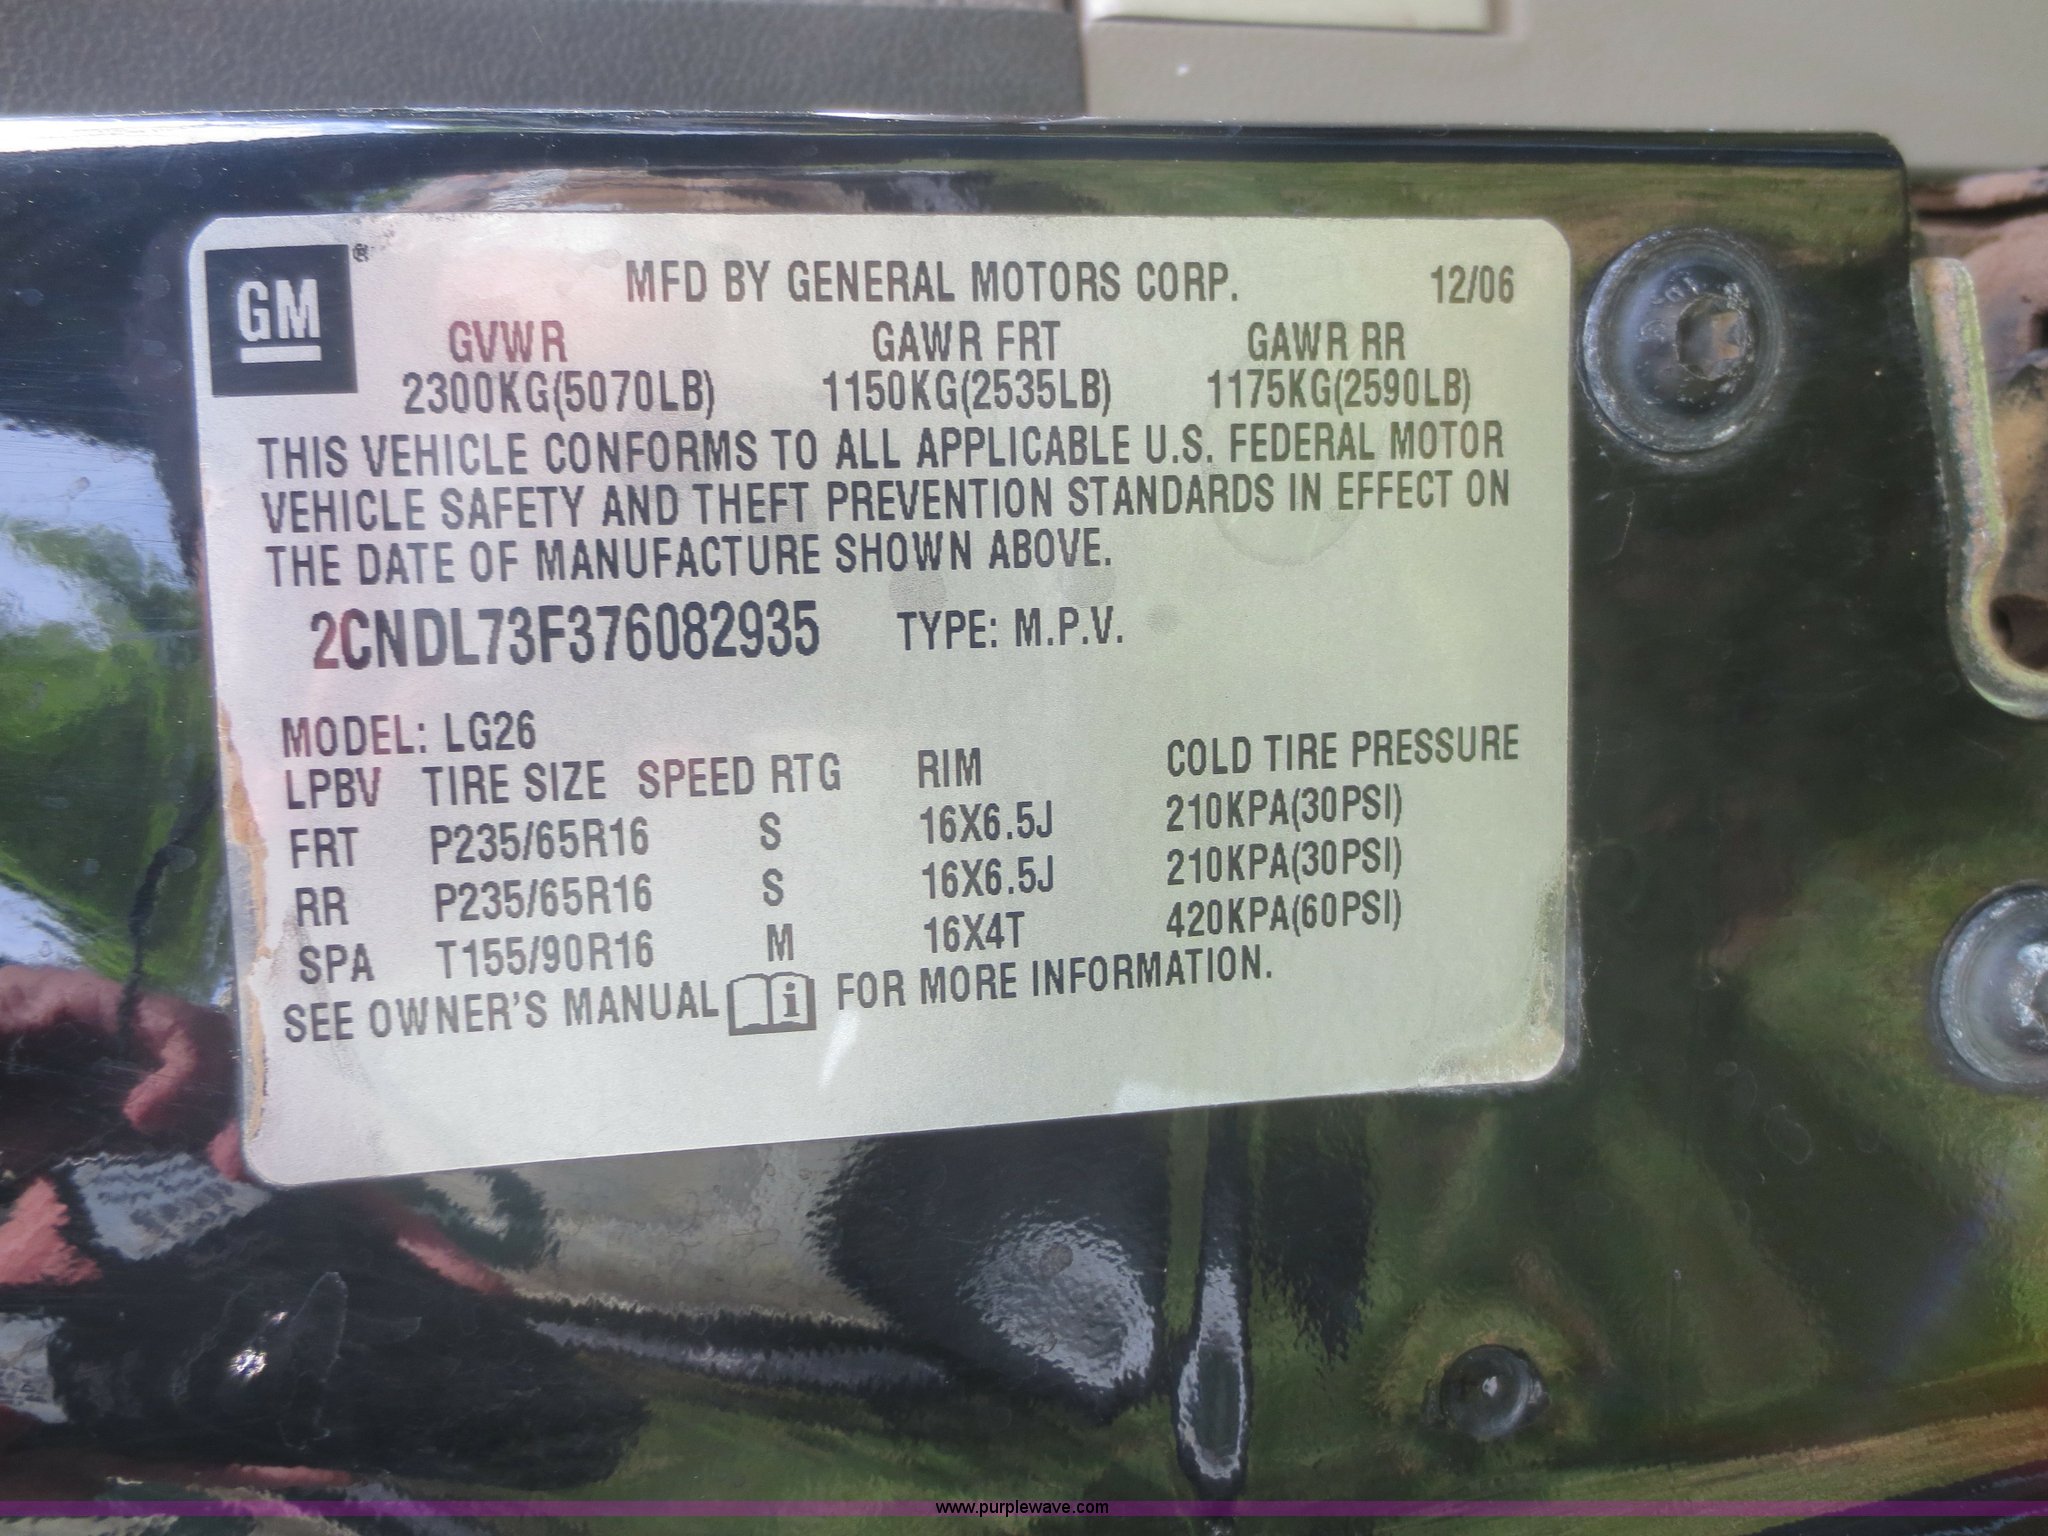 GM®
MFD BY GENERAL MOTORS CORP. 12/06
GVWR GAWR FRT GAWR RR
2300KG(5070LB) 1150KG(2535LB) 1175KG(2590LB)
THIS VEHICLE CONFORMS TO ALL APPLICABLE U.S. FEDERAL MOTOR
VEHICLE SAFETY AND THEFT PREVENTION STANDARDS IN EFFECT ON
THE DATE OF MANUFACTURE SHOWN ABOVE.
2CNDL73F376082935 TYPE: M.P.V.
MODEL: LG26
LPBV TIRE SIZE SPEED RTG RIM COLD TIRE PRESSURE
FRT P235/65R16 S 16X6.5J 210KPA(30PSI)
RR P235/65R16 S 16X6.5J 210KPA(30PSI)
SPA T155/90R16 M 16X4T 420KPA(60PSI)
SEE OWNER'S MANUAL i FOR MORE INFORMATION.
www.purplewave.com